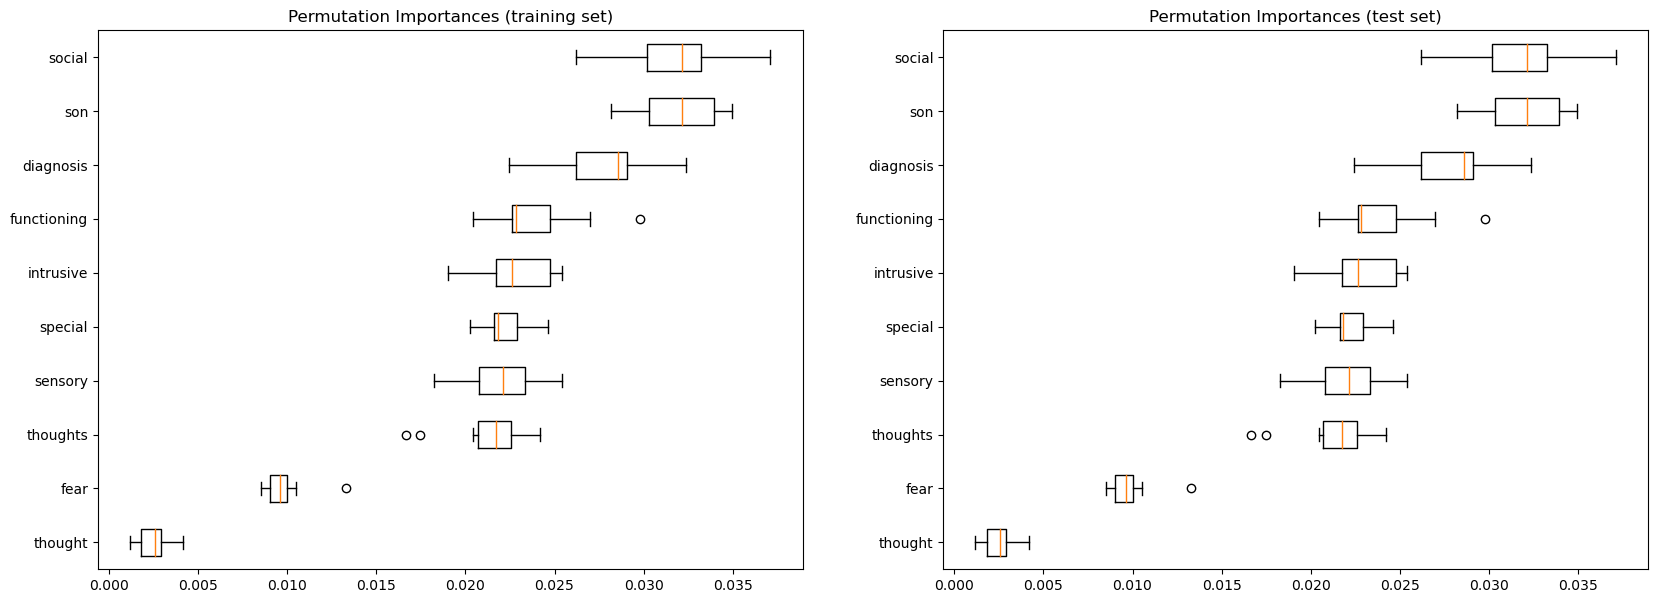 Permutation Importances (training set)
social
son
diagnosis
functioning
intrusive
special
sensory
thoughts
fear
thought
0.000 0.005 0.010 0.015 0.020 0.025 0.030 0.035
Permutation Importances (test set)
social
son
diagnosis
functioning
intrusive
special
sensory
thoughts
fear
thought
0.000 0.005 0.010 0.015 0.020 0.025 0.030 0.035